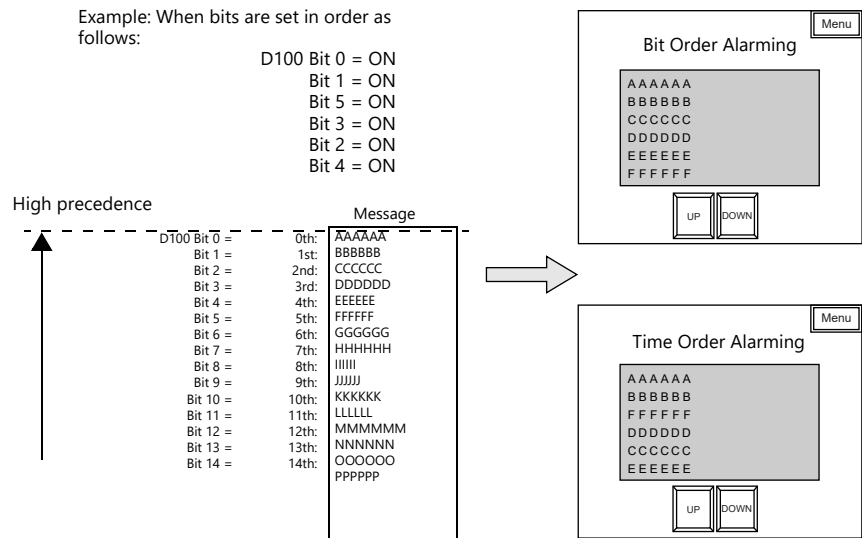 Example: When bits are set in order as
follows:
D100 Bit 0 = ON
Bit 1 = ON
Bit 5 = ON
Bit 3 = ON
Bit 2 = ON
Bit 4 = ON
High precedence
Message
D100 Bit 0 = 0th: AAAAAA
Bit 1 = 1st: BBBBBB
Bit 2 = 2nd: CCCCCC
Bit 3 = 3rd: DDDDDD
Bit 4 = 4th: EEEEEE
Bit 5 = 5th: FFFFFF
Bit 6 = 6th: GGGGGG
Bit 7 = 7th: HHHHHH
Bit 8 = 8th: IIIIII
Bit 9 = 9th: JJJJJJ
Bit 10 = 10th: KKKKKK
Bit 11 = 11th: LLLLLL
Bit 12 = 12th: MMMMMM
Bit 13 = 13th: NNNNNN
Bit 14 = 14th: OOOOOO
PPPPPP
Menu
Bit Order Alarming
AAAAAA
BBBBBB
CCCCCC
DDDDDD
EEEEEE
FFFFFF
UP DOWN
Menu
Time Order Alarming
AAAAAA
BBBBBB
FFFFFF
DDDDDD
CCCCCC
EEEEEE
UP DOWN